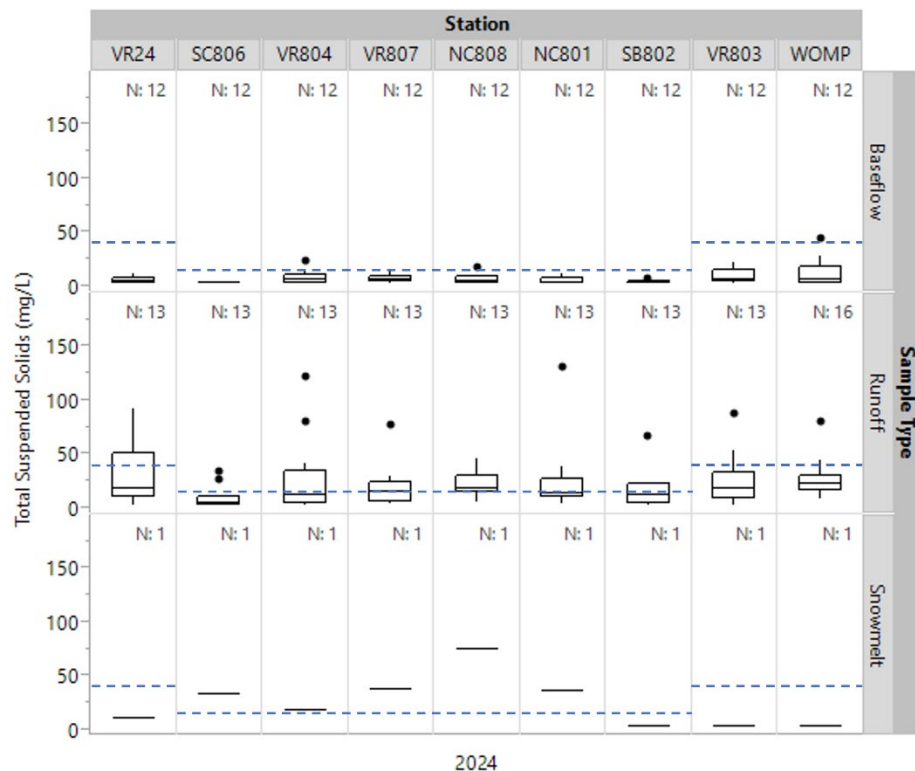 Station
VR24 SC806 VR804 VR807 NC808 NC801 SB802 VR803 WOMP
N: 12 N: 12 N: 12 N: 12 N: 12 N: 12 N: 12 N: 12 N: 12
150
100
50
0
Baseflow
N: 13 N: 13 N: 13 N: 13 N: 13 N: 13 N: 13 N: 13 N: 16
150
100
50
0
Runoff
N: 1 N: 1 N: 1 N: 1 N: 1 N: 1 N: 1 N: 1 N: 1
150
100
50
0
Snowmelt
Total Suspended Solids (mg/L)
Sample Type
2024